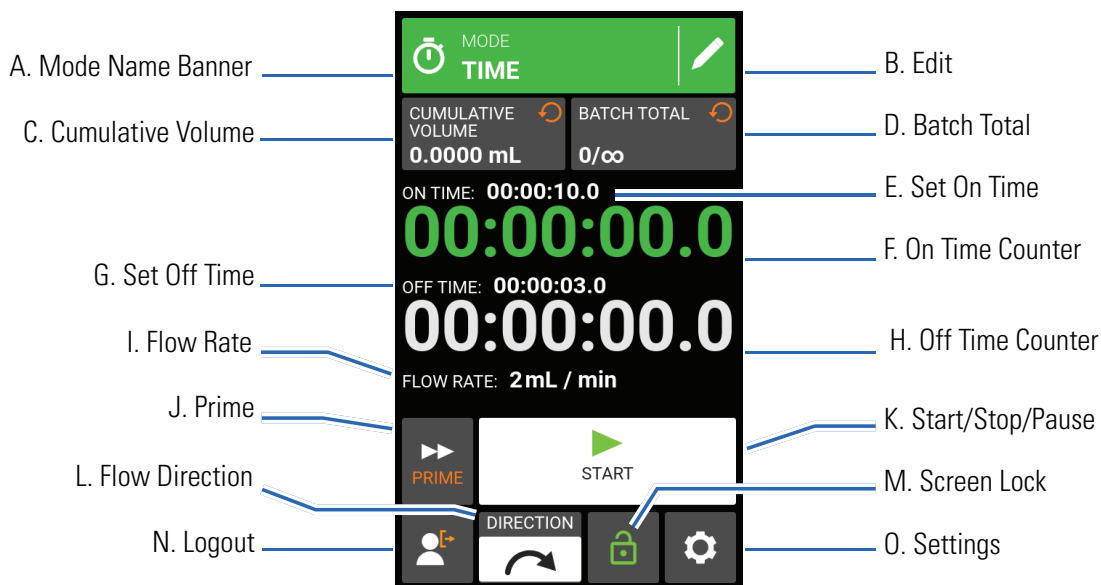 A. Mode Name Banner
MODE
TIME
B. Edit
C. Cumulative Volume
CUMULATIVE
VOLUME
0.0000 mL
BATCH TOTAL
0/∞
D. Batch Total
ON TIME: 00:00:10.0
E. Set On Time
00:00:00.0
F. On Time Counter
G. Set Off Time
OFF TIME: 00:00:03.0
00:00:00.0
H. Off Time Counter
I. Flow Rate
FLOW RATE: 2mL / min
J. Prime
PRIME
START
K. Start/Stop/Pause
L. Flow Direction
DIRECTION
M. Screen Lock
N. Logout
O. Settings